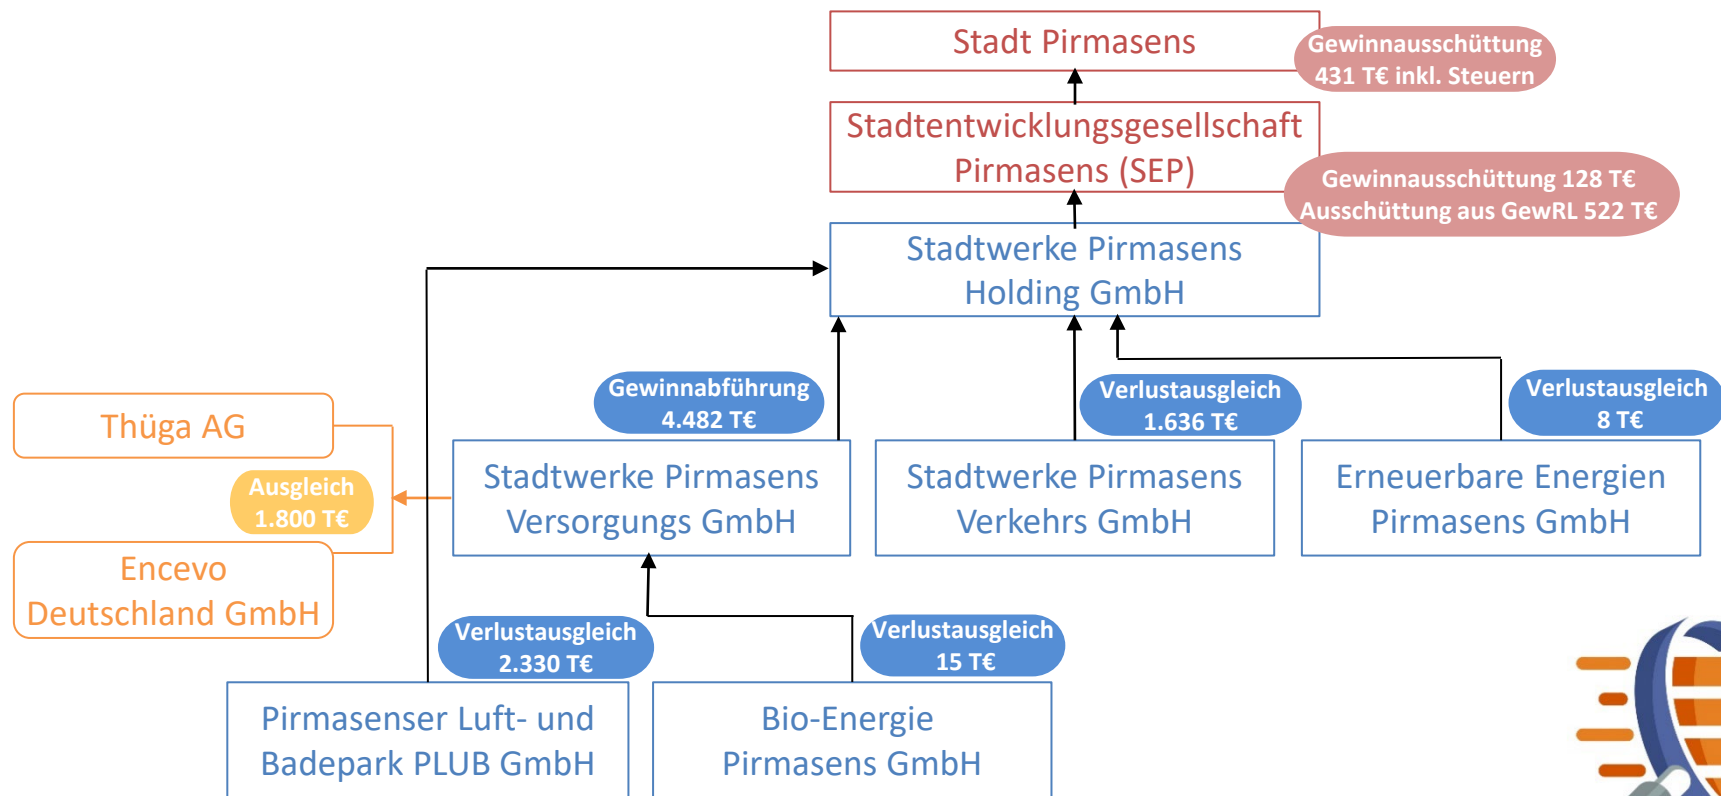 Stadt Pirmasens
Gewinnausschüttung
431 T€ inkl. Steuern
Stadtentwicklungsgesellschaft
Pirmasens (SEP)
Gewinnausschüttung 128 T€
Ausschüttung aus GewRL 522 T€
Stadtwerke Pirmasens
Holding GmbH
Gewinnabführung
4.482 T€
Verlustausgleich
1.636 T€
Verlustausgleich
8 T€
Thüga AG
Ausgleich
1.800 T€
Encevo
Deutschland GmbH
Stadtwerke Pirmasens
Versorgungs GmbH
Stadtwerke Pirmasens
Verkehrs GmbH
Erneuerbare Energien
Pirmasens GmbH
Verlustausgleich
2.330 T€
Verlustausgleich
15 T€
Pirmasenser Luft- und
Badepark PLUB GmbH
Bio-Energie
Pirmasens GmbH